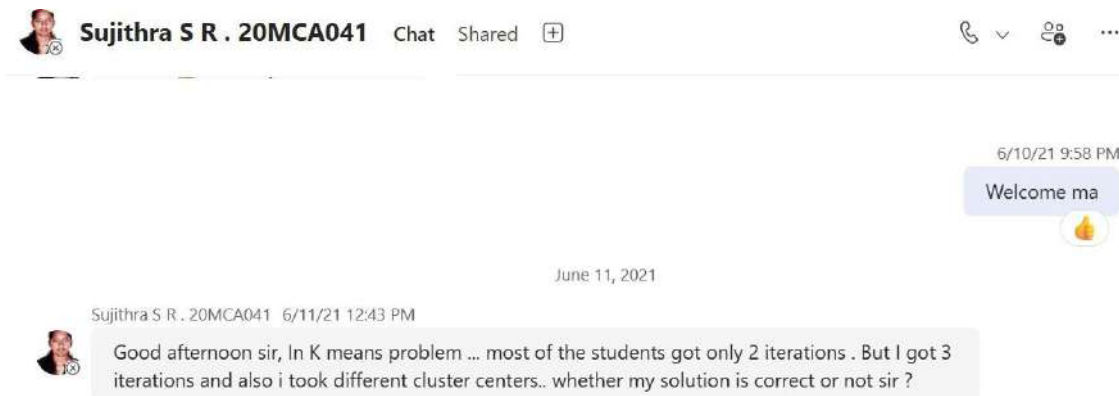 Sujithra S R . 20MCA041 Chat Shared
6/10/21 9:58 PM
Welcome ma
June 11, 2021
Sujithra S R . 20MCA041 6/11/21 12:43 PM
Good afternoon sir, In K means problem ... most of the students got only 2 iterations . But I got 3
iterations and also i took different cluster centers.. whether my solution is correct or not sir ?